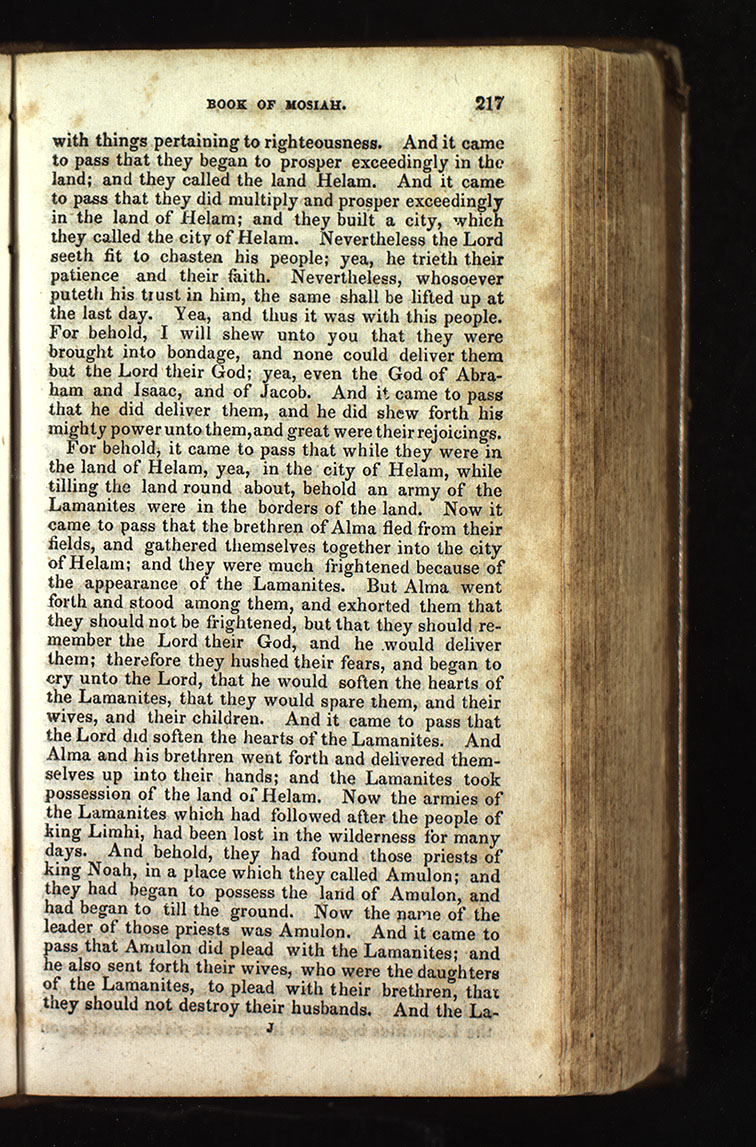 BOOK OF MOSIAH. 217
with things pertaining to righteousness. And it came
to pass that they began to prosper exceedingly in the
land; and they called the land Helam. And it came
to pass that they did multiply and prosper exceedingly
in the land of Helam; and they built a city, which
they called the city of Helam. Nevertheless the Lord
seeth fit to chasten his people; yea, he trieth their
patience and their faith. Nevertheless, whosoever
puteth his trust in him, the same shall be lifted up at
the last day. Yea, and thus it was with this people.
For behold, I will shew unto you that they were
brought into bondage, and none could deliver them
but the Lord their God; yea, even the God of Abra-
ham and Isaac, and of Jacob. And it came to pass
that he did deliver them, and he did shew forth his
mighty power unto them, and great were their rejoicings.
For behold, it came to pass that while they were in
the land of Helam, yea, in the city of Helam, while
tilling the land round about, behold an army of the
Lamanites were in the borders of the land. Now it
came to pass that the brethren of Alma fled from their
fields, and gathered themselves together into the city
of Helam; and they were much frightened because of
the appearance of the Lamanites. But Alma went
forth and stood among them, and exhorted them that
they should not be frightened, but that they should re-
member the Lord their God, and he would deliver
them; therefore they hushed their fears, and began to
cry unto the Lord, that he would soften the hearts of
the Lamanites, that they would spare them, and their
wives, and their children. And it came to pass that
the Lord did soften the hearts of the Lamanites. And
Alma and his brethren went forth and delivered them-
selves up into their hands; and the Lamanites took
possession of the land of Helam. Now the armies of
the Lamanites which had followed after the people of
king Limhi, had been lost in the wilderness for many
days. And behold, they had found those priests of
king Noah, in a place which they called Amulon; and
they had began to possess the land of Amulon, and
had began to till the ground. Now the name of the
leader of those priests was Amulon. And it came to
pass that Amulon did plead with the Lamanites; and
he also sent forth their wives, who were the daughters
of the Lamanites, to plead with their brethren, that
they should not destroy their husbands. And the La-
J